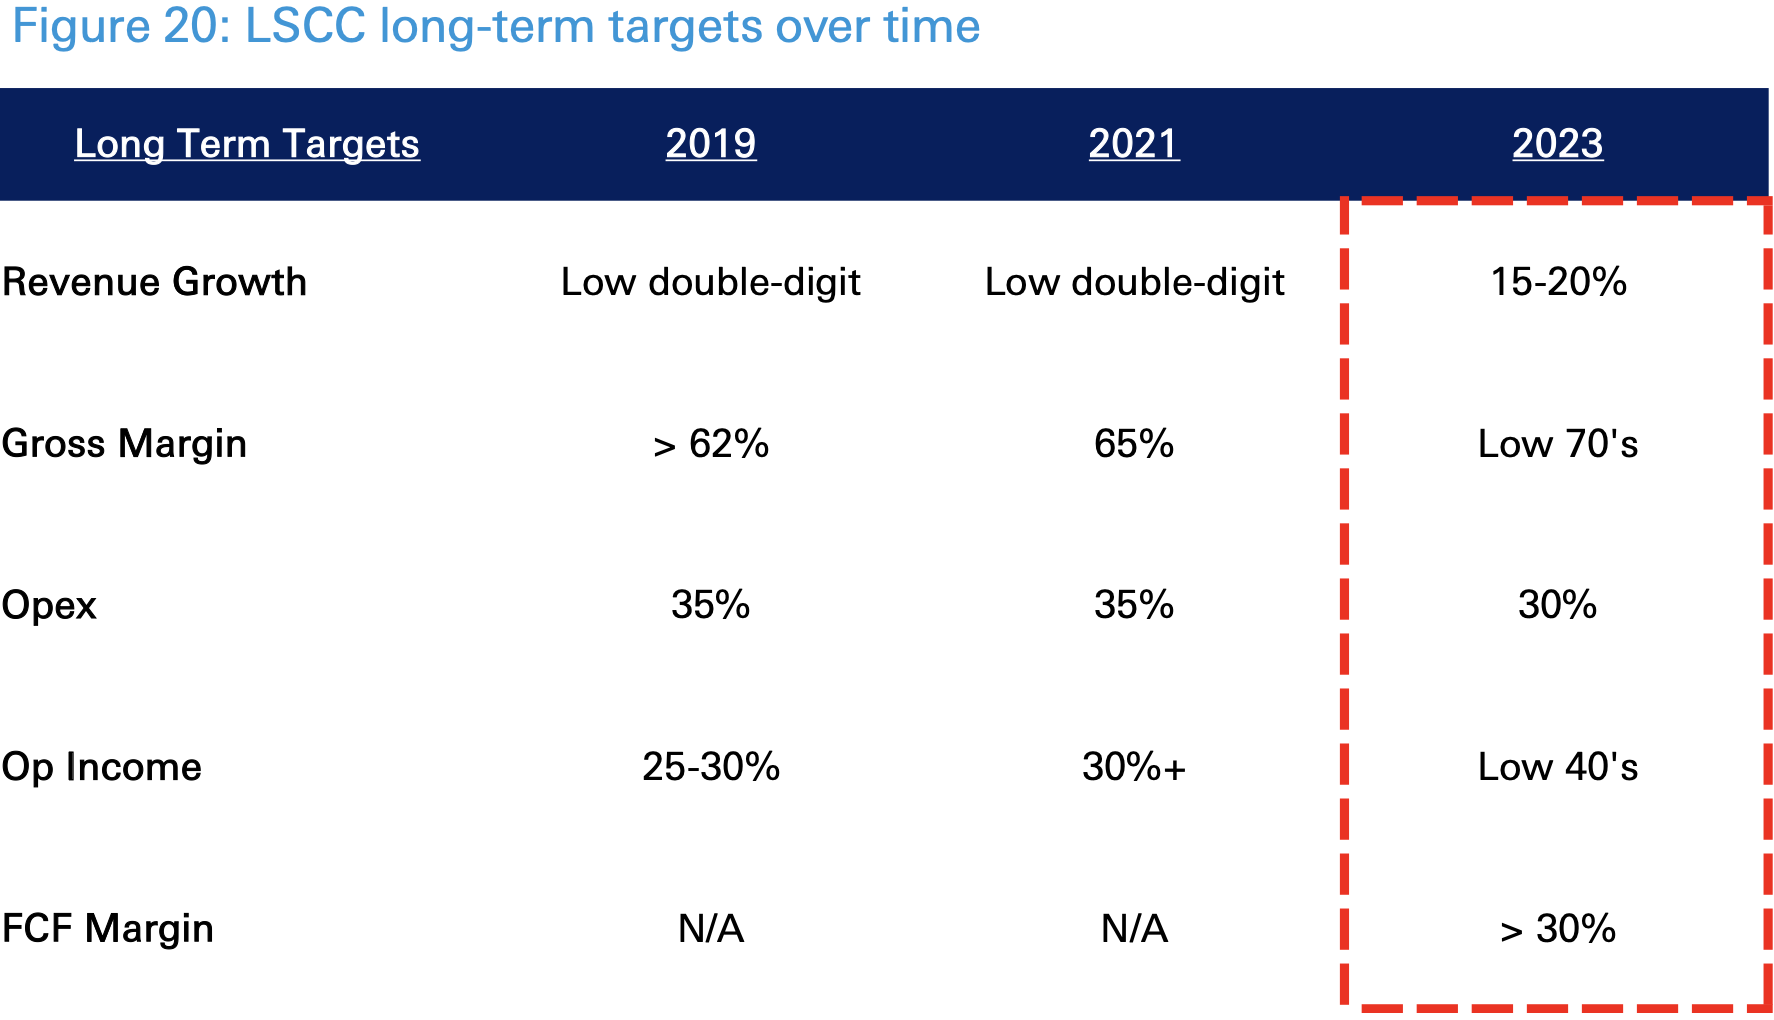 Figure 20: LSCC long-term targets over time
Long Term Targets 2019 2021 2023
Revenue Growth Low double-digit Low double-digit 15-20%
Gross Margin > 62% 65% Low 70's
Opex 35% 35% 30%
Op Income 25-30% 30%+ Low 40's
FCF Margin N/A N/A > 30%